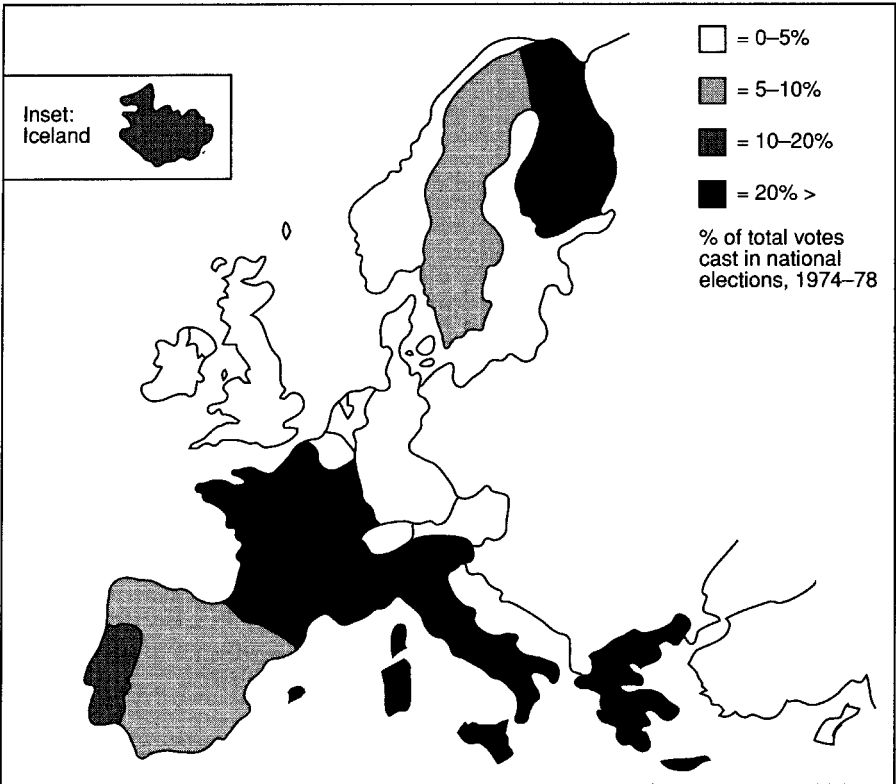 Inset:
Iceland
= 0–5%
= 5–10%
= 10–20%
= 20% >
% of total votes
cast in national
elections, 1974–78